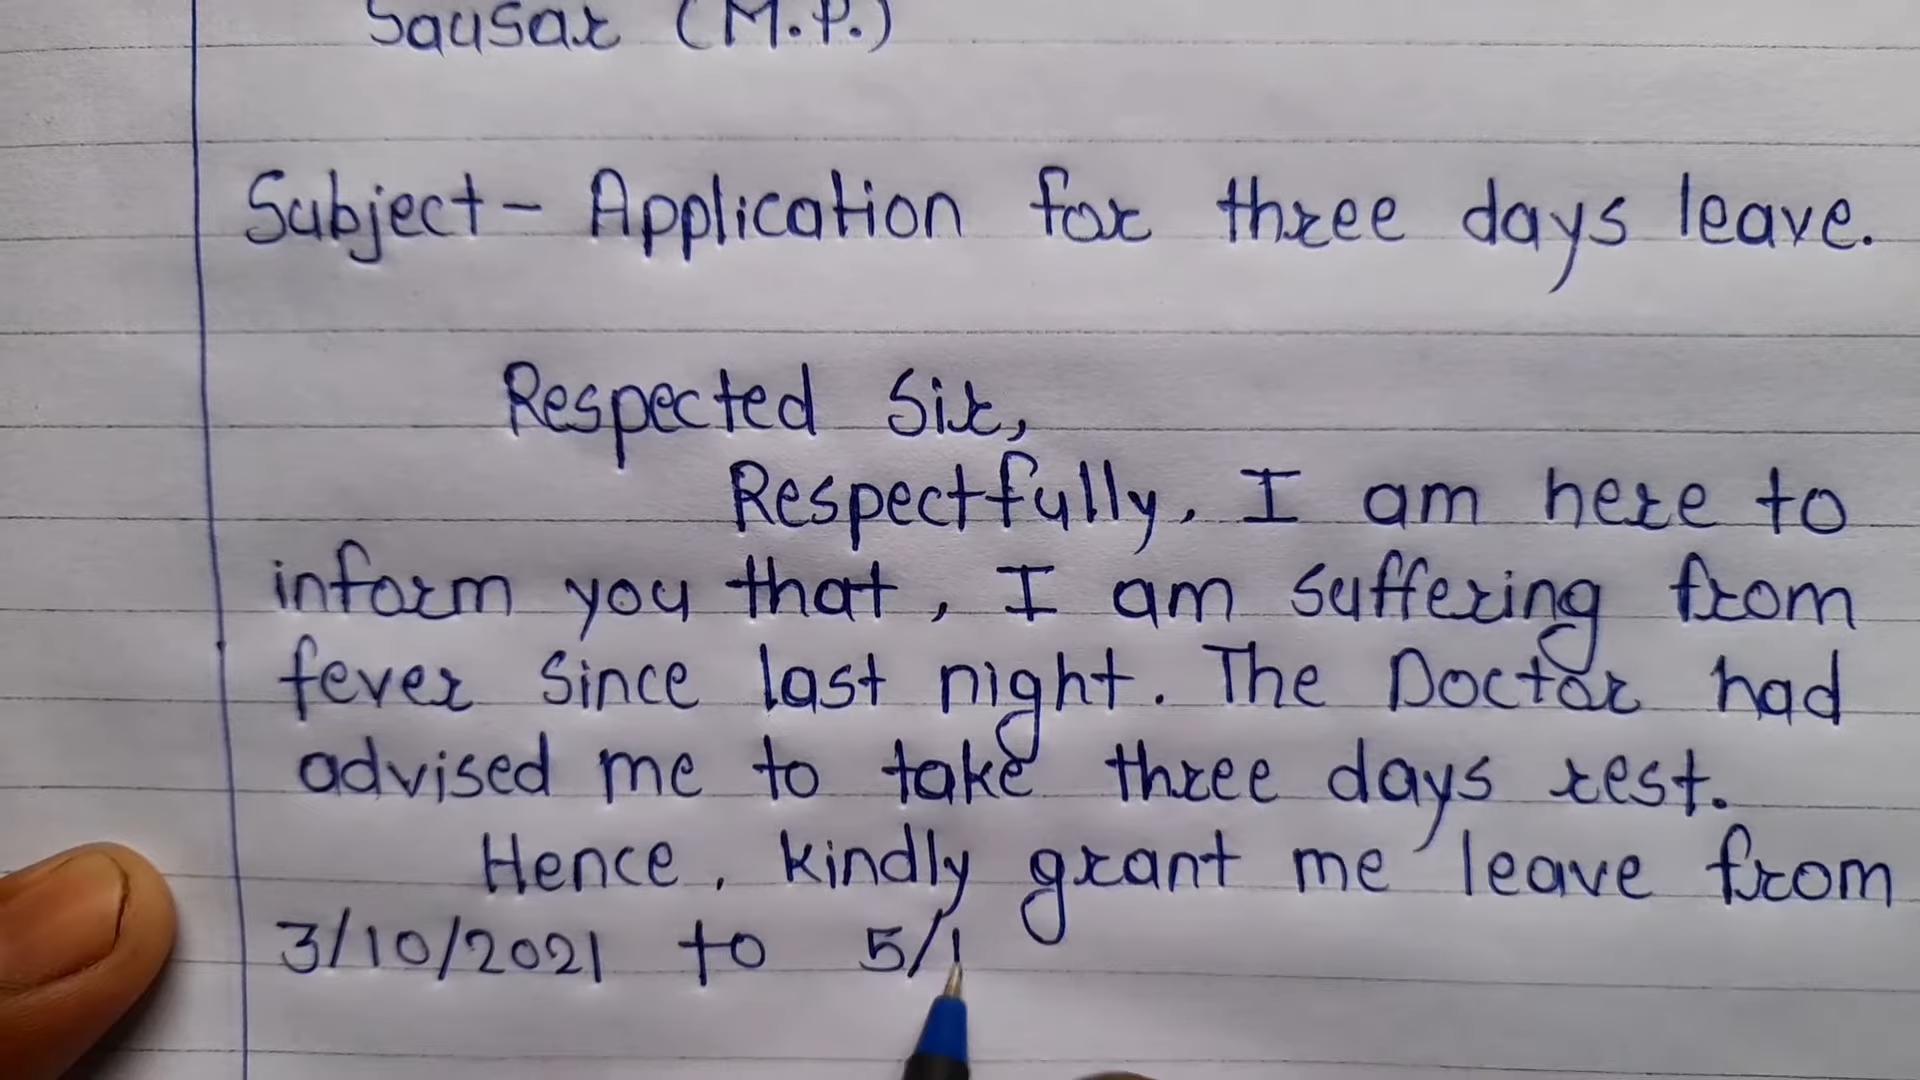 Sausar (M.P.)
Subject- Application for three days leave.
Respected Sir,
Respectfully, I am here to
inform you that, I am suffering from
fever since last night. The Doctor had
advised me to take three days rest.
Hence, kindly grant me leave from
3/10/2021 to 5/1